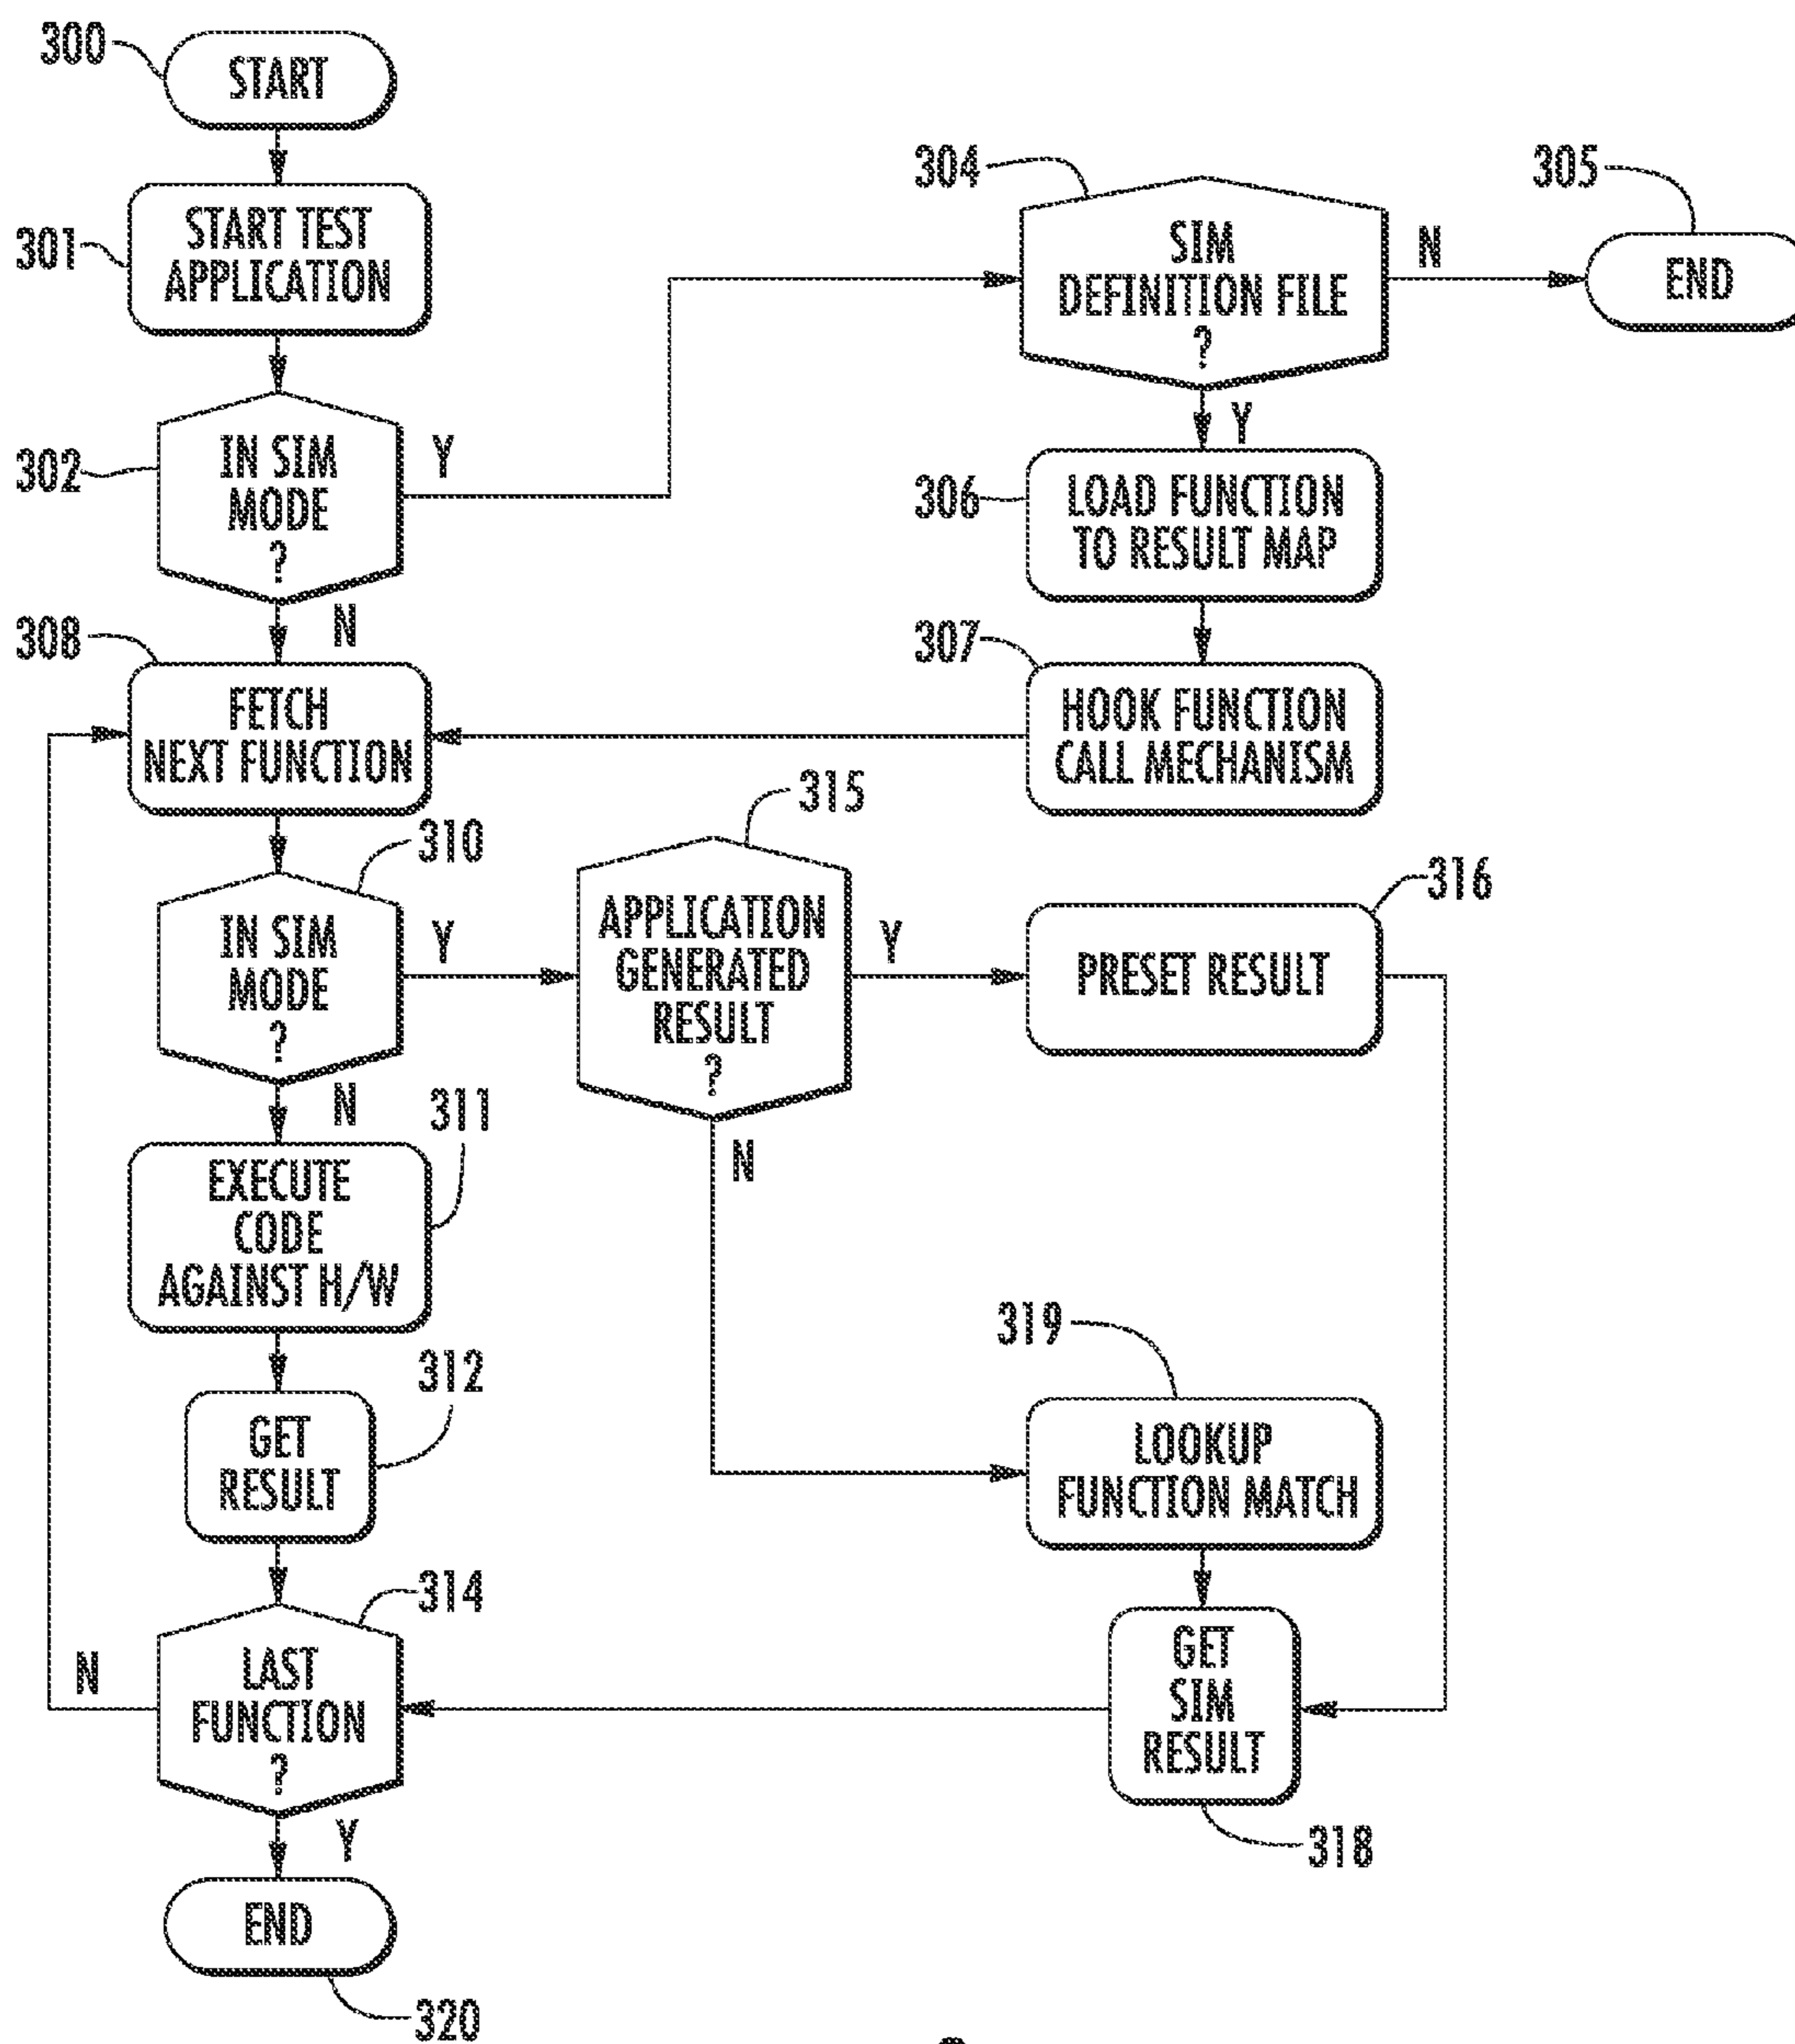 300
START
301
START TEST
APPLICATION
302
IN SIM
MODE
?
Y
N
304
SIM
DEFINITION FILE
?
N
Y
305
END
306
LOAD FUNCTION
TO RESULT MAP
307
HOOK FUNCTION
CALL MECHANISM
308
FETCH
NEXT FUNCTION
310
IN SIM
MODE
?
Y
N
315
APPLICATION
GENERATED
RESULT
?
Y
N
316
PRESET RESULT
311
EXECUTE
CODE
AGAINST H/W
312
GET
RESULT
319
LOOKUP
FUNCTION MATCH
314
LAST
FUNCTION
?
N
Y
GET
SIM
RESULT
318
END
320